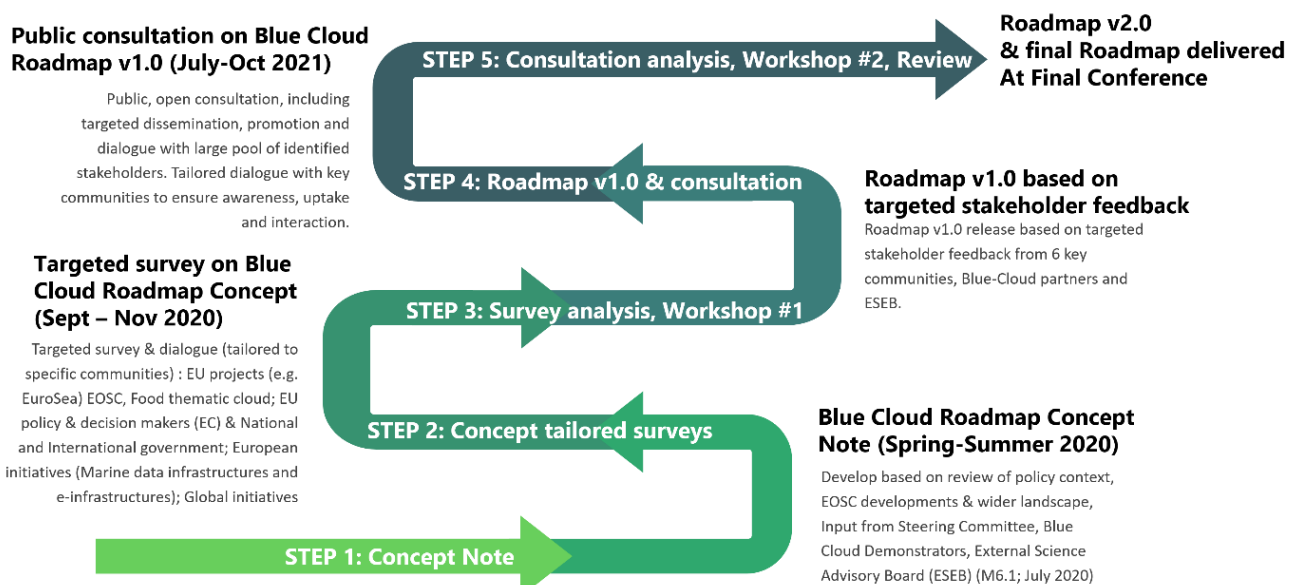 Public consultation on Blue Cloud
Roadmap v1.0 (July-Oct 2021)
Public, open consultation, including
targeted dissemination, promotion and
dialogue with large pool of identified
stakeholders. Tailored dialogue with key
communities to ensure awareness, uptake
and interaction.
STEP 5: Consultation analysis, Workshop #2, Review
Roadmap v2.0
& final Roadmap delivered
At Final Conference
STEP 4: Roadmap v1.0 & consultation
Roadmap v1.0 based on
targeted stakeholder feedback
Roadmap v1.0 release based on targeted
stakeholder feedback from 6 key
communities, Blue-Cloud partners and
ESEB.
Targeted survey on Blue
Cloud Roadmap Concept
(Sept – Nov 2020)
Targeted survey & dialogue (tailored to
specific communities) : EU projects (e.g.
EuroSea) EOSC, Food thematic cloud; EU
policy & decision makers (EC) & National
and International government; European
initiatives (Marine data infrastructures and
e-infrastructures); Global initiatives
STEP 3: Survey analysis, Workshop #1
STEP 2: Concept tailored surveys
Blue Cloud Roadmap Concept
Note (Spring-Summer 2020)
Develop based on review of policy context,
EOSC developments & wider landscape,
Input from Steering Committee, Blue
Cloud Demonstrators, External Science
Advisory Board (ESEB) (M6.1; July 2020)
STEP 1: Concept Note